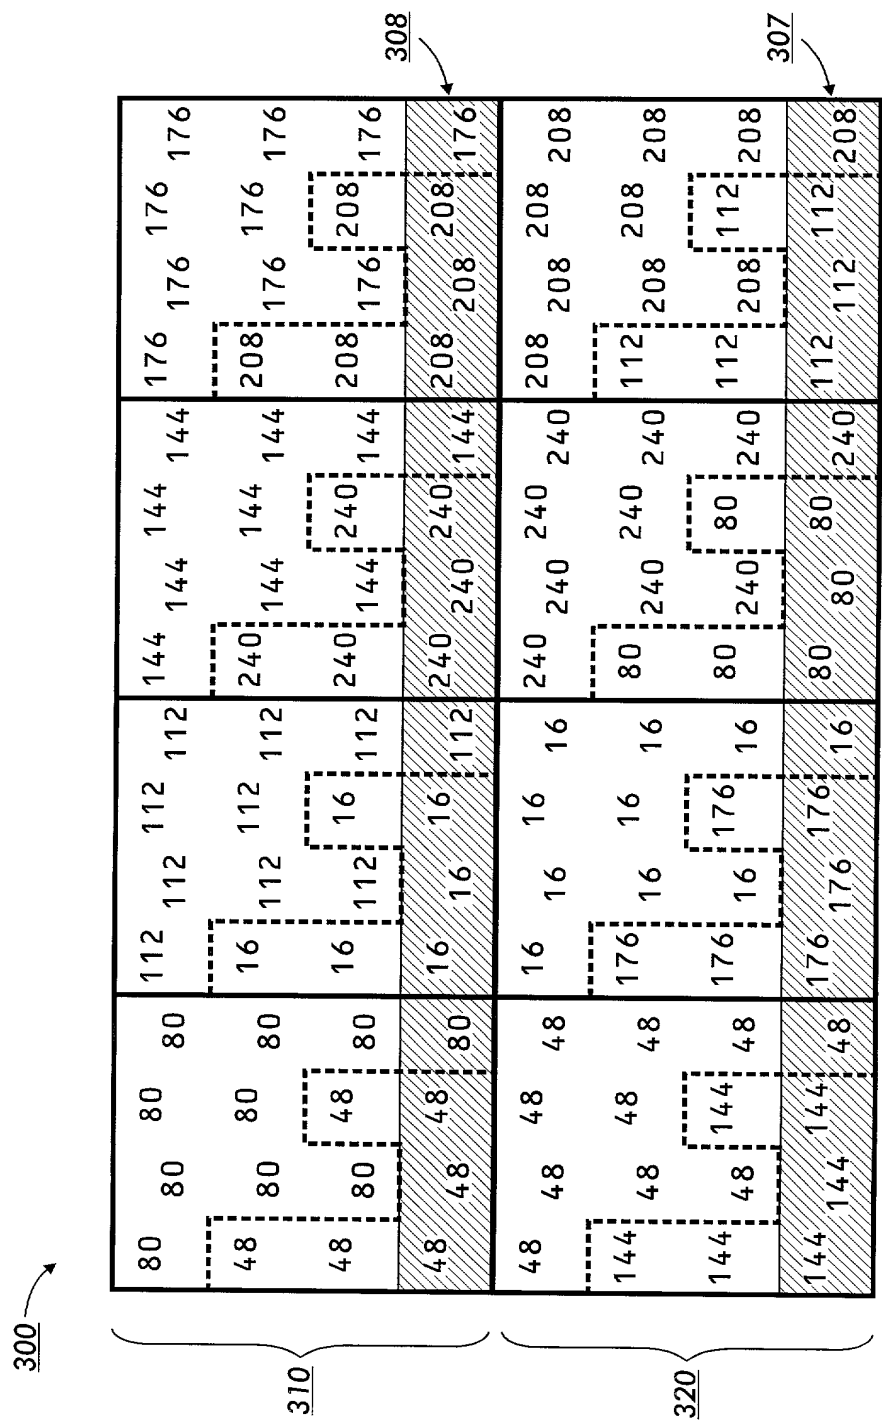 300
310
80 80 80 80 112 112 112 112 144 144 144 144 176 176 176 176
48 80 80 80 16 112 112 112 240 144 144 144 208 176 176 176
48 80 48 80 16 112 16 112 240 144 240 144 208 176 208 176
48 48 48 80 16 16 16 112 240 240 240 144 208 208 208 176
308
320
48 48 48 48 16 16 16 16 240 240 240 240 208 208 208 208
144 48 48 48 176 16 16 16 80 240 240 240 112 208 208 208
144 48 144 48 176 16 176 16 80 240 80 240 112 208 112 208
144 144 144 48 176 176 176 16 80 80 80 240 112 112 112 208
307